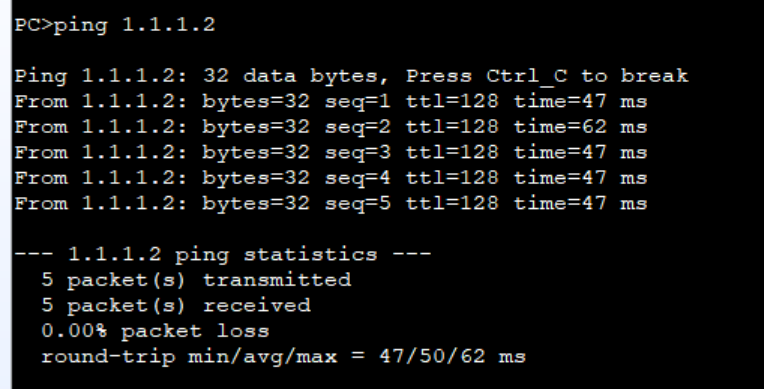 PC>ping 1.1.1.2
Ping 1.1.1.2: 32 data bytes, Press Ctrl_C to break
From 1.1.1.2: bytes=32 seq=1 ttl=128 time=47 ms
From 1.1.1.2: bytes=32 seq=2 ttl=128 time=62 ms
From 1.1.1.2: bytes=32 seq=3 ttl=128 time=47 ms
From 1.1.1.2: bytes=32 seq=4 ttl=128 time=47 ms
From 1.1.1.2: bytes=32 seq=5 ttl=128 time=47 ms
--- 1.1.1.2 ping statistics ---
5 packet(s) transmitted
5 packet(s) received
0.00% packet loss
round-trip min/avg/max = 47/50/62 ms